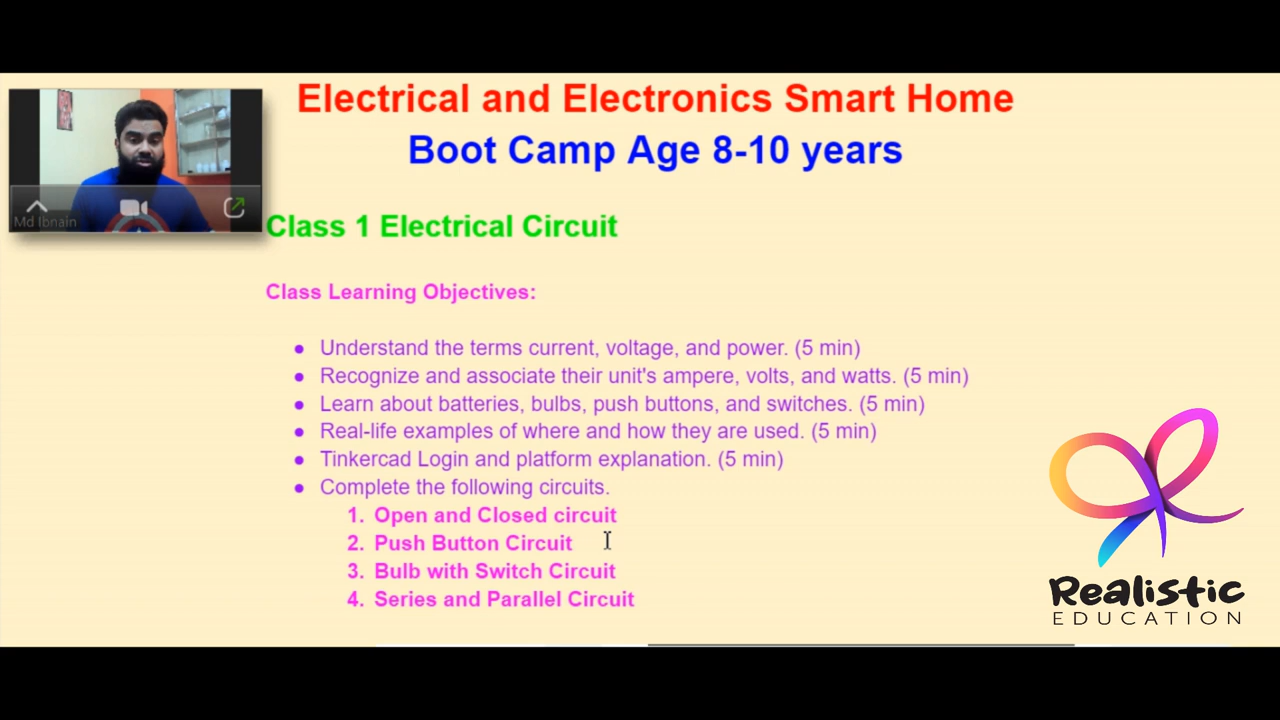 Electrical and Electronics Smart Home
Boot Camp Age 8-10 years
Md Ibnain
Class 1 Electrical Circuit
Class Learning Objectives:
● Understand the terms current, voltage, and power. (5 min)
● Recognize and associate their unit's ampere, volts, and watts. (5 min)
● Learn about batteries, bulbs, push buttons, and switches. (5 min)
● Real-life examples of where and how they are used. (5 min)
● Tinkercad Login and platform explanation. (5 min)
● Complete the following circuits.
1. Open and Closed circuit
2. Push Button Circuit
3. Bulb with Switch Circuit
4. Series and Parallel Circuit
Realistic
EDUCATION